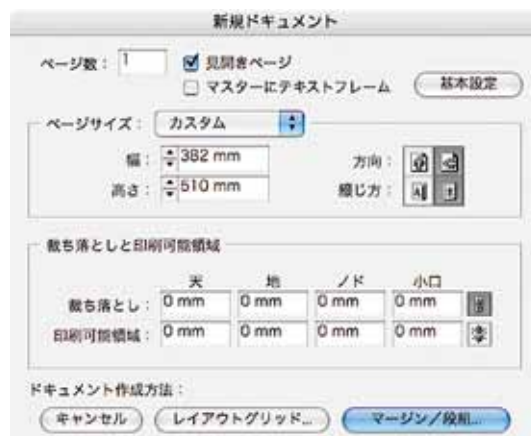 新規ドキュメント
ページ数： 1 見開きページ
マスターにテキストフレーム 基本設定
ページサイズ： カスタム
幅： 382 mm 方向：
高さ： 510 mm 綴じ方：
裁ち落としと印刷可能領域
天 地 ノド 小口
裁ち落とし： 0 mm 0 mm 0 mm 0 mm
印刷可能領域： 0 mm 0 mm 0 mm 0 mm
ドキュメント作成方法：
キャンセル レイアウトグリッド... マージン／段組...